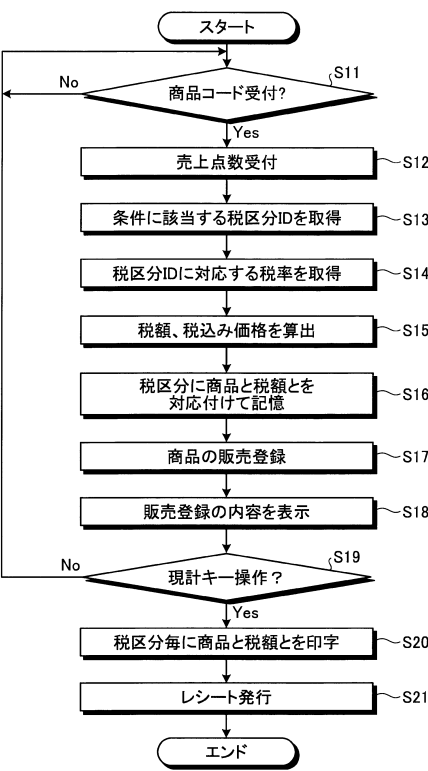 スタート
S11
No
商品コード受付?
Yes
売上点数受付
S12
条件に該当する税区分IDを取得
S13
税区分IDに対応する税率を取得
S14
税額、税込み価格を算出
S15
税区分に商品と税額とを
対応付けて記憶
S16
商品の販売登録
S17
販売登録の内容を表示
S18
S19
No
現計キー操作？
Yes
税区分毎に商品と税額とを印字
S20
レシート発行
S21
エンド